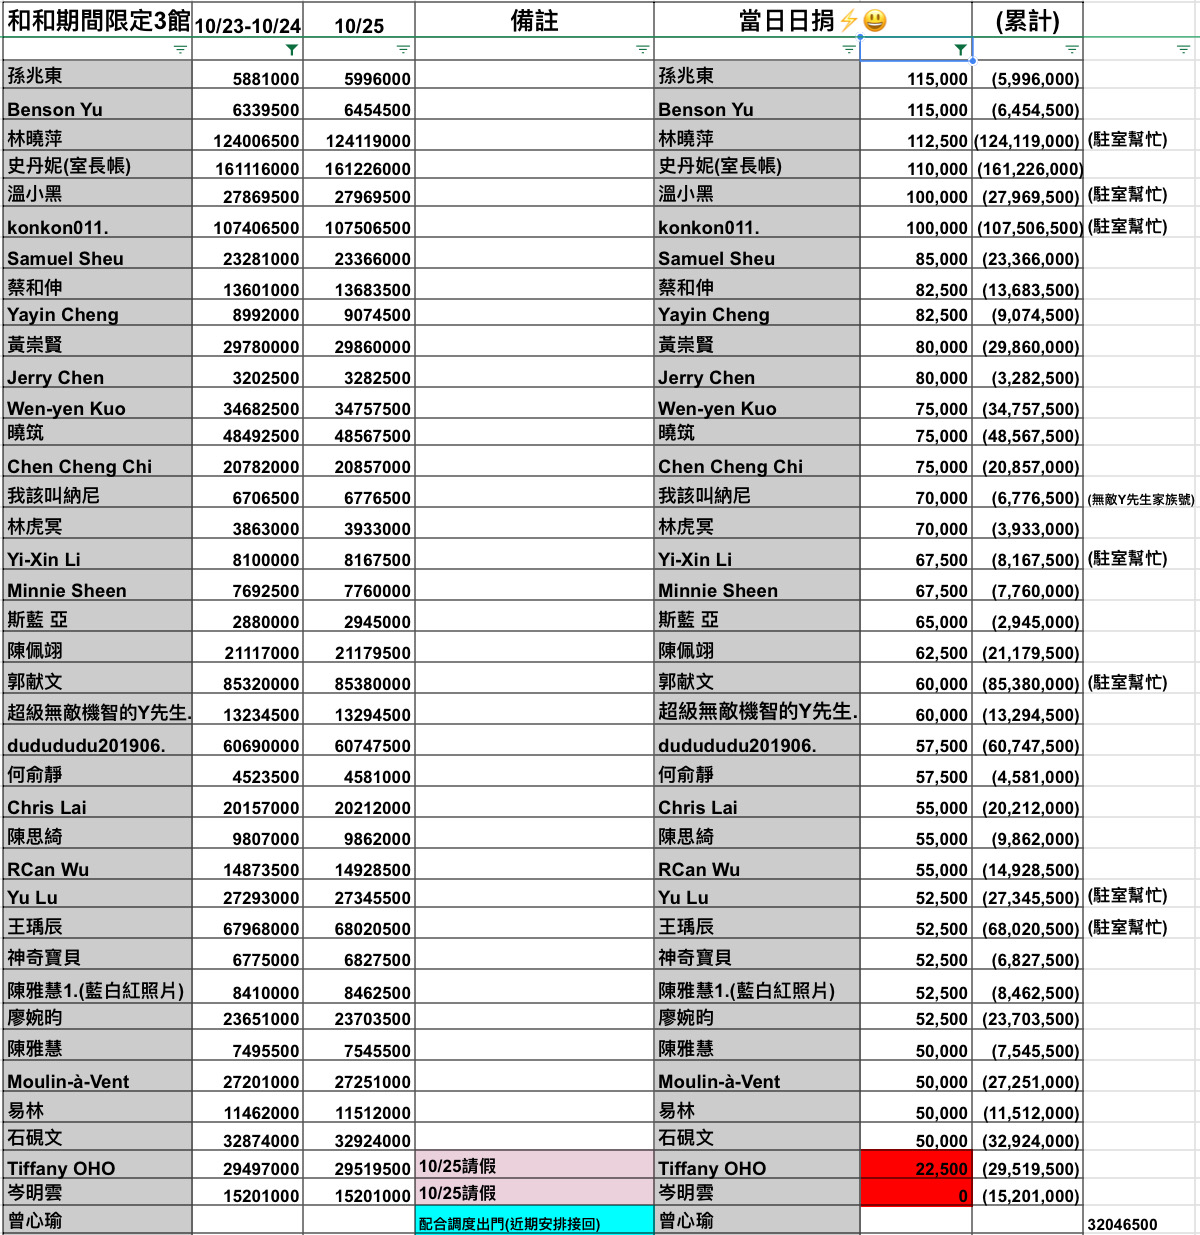 和和期間限定3館 10/23-10/24 10/25 備註 當日日捐⚡😃 (累計)
孫兆東 5881000 5996000 孫兆東 115,000 (5,996,000)
Benson Yu 6339500 6454500 Benson Yu 115,000 (6,454,500)
林曉萍 124006500 124119000 林曉萍 112,500 (124,119,000) (駐室幫忙)
史丹妮(室長帳) 161116000 161226000 史丹妮(室長帳) 110,000 (161,226,000)
溫小黑 27869500 27969500 溫小黑 100,000 (27,969,500) (駐室幫忙)
konkon011. 107406500 107506500 konkon011. 100,000 (107,506,500) (駐室幫忙)
Samuel Sheu 23281000 23366000 Samuel Sheu 85,000 (23,366,000)
蔡和伸 13601000 13683500 蔡和伸 82,500 (13,683,500)
Yayin Cheng 8992000 9074500 Yayin Cheng 82,500 (9,074,500)
黃崇賢 29780000 29860000 黃崇賢 80,000 (29,860,000)
Jerry Chen 3202500 3282500 Jerry Chen 80,000 (3,282,500)
Wen-yen Kuo 34682500 34757500 Wen-yen Kuo 75,000 (34,757,500)
曉筑 48492500 48567500 曉筑 75,000 (48,567,500)
Chen Cheng Chi 20782000 20857000 Chen Cheng Chi 75,000 (20,857,000)
我該叫納尼 6706500 6776500 我該叫納尼 70,000 (6,776,500) (無敵Y先生家族號)
林虎冥 3863000 3933000 林虎冥 70,000 (3,933,000)
Yi-Xin Li 8100000 8167500 Yi-Xin Li 67,500 (8,167,500) (駐室幫忙)
Minnie Sheen 7692500 7760000 Minnie Sheen 67,500 (7,760,000)
斯藍 亞 2880000 2945000 斯藍 亞 65,000 (2,945,000)
陳佩翊 21117000 21179500 陳佩翊 62,500 (21,179,500)
郭献文 85320000 85380000 郭献文 60,000 (85,380,000) (駐室幫忙)
超級無敵機智的Y先生. 13234500 13294500 超級無敵機智的Y先生. 60,000 (13,294,500)
dudududu201906. 60690000 60747500 dudududu201906. 57,500 (60,747,500)
何俞靜 4523500 4581000 何俞靜 57,500 (4,581,000)
Chris Lai 20157000 20212000 Chris Lai 55,000 (20,212,000)
陳思綺 9807000 9862000 陳思綺 55,000 (9,862,000)
RCan Wu 14873500 14928500 RCan Wu 55,000 (14,928,500)
Yu Lu 27293000 27345500 Yu Lu 52,500 (27,345,500) (駐室幫忙)
王瑀辰 67968000 68020500 王瑀辰 52,500 (68,020,500) (駐室幫忙)
神奇寶貝 6775000 6827500 神奇寶貝 52,500 (6,827,500)
陳雅慧1.(藍白紅照片) 8410000 8462500 陳雅慧1.(藍白紅照片) 52,500 (8,462,500)
廖婉昀 23651000 23703500 廖婉昀 52,500 (23,703,500)
陳雅慧 7495500 7545500 陳雅慧 50,000 (7,545,500)
Moulin-à-Vent 27201000 27251000 Moulin-à-Vent 50,000 (27,251,000)
易林 11462000 11512000 易林 50,000 (11,512,000)
石硯文 32874000 32924000 石硯文 50,000 (32,924,000)
Tiffany OHO 29497000 29519500 10/25請假 Tiffany OHO 22,500 (29,519,500)
岑明雲 15201000 15201000 10/25請假 岑明雲 0 (15,201,000)
曾心瑜 配合調度出門(近期安排接回) 曾心瑜 32046500